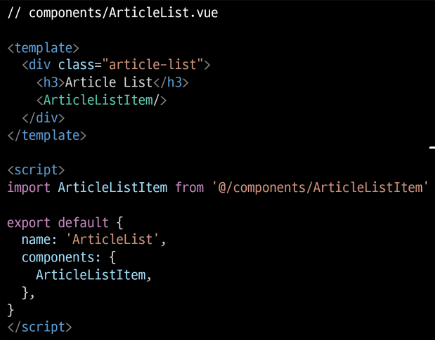 // components/ArticleList.vue
<template>
<div class="article-list">
<h3>Article List</h3>
<ArticleListItem/>
</div>
</template>
<script>
import ArticleListItem from '@/components/ArticleListItem'
export default {
name: 'ArticleList',
components: {
ArticleListItem,
},
}
</script>